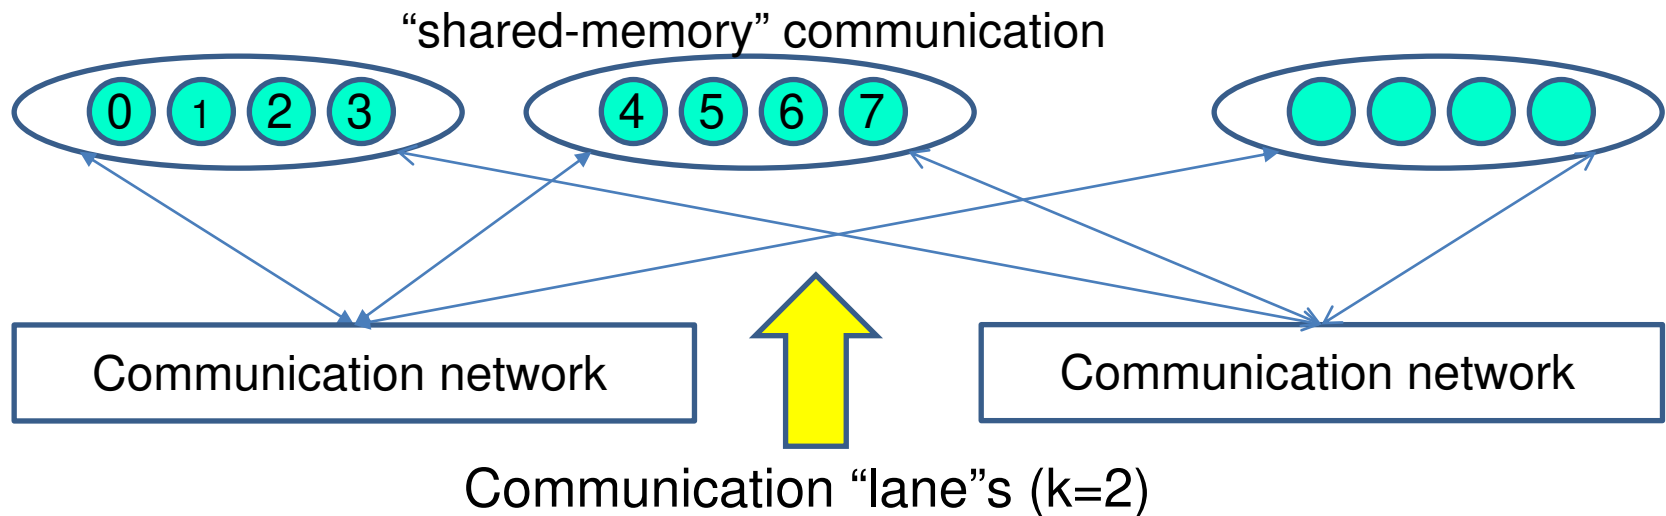 “shared-memory” communication
0 1 2 3 4 5 6 7
Communication network Communication network
Communication “lane”s (k=2)